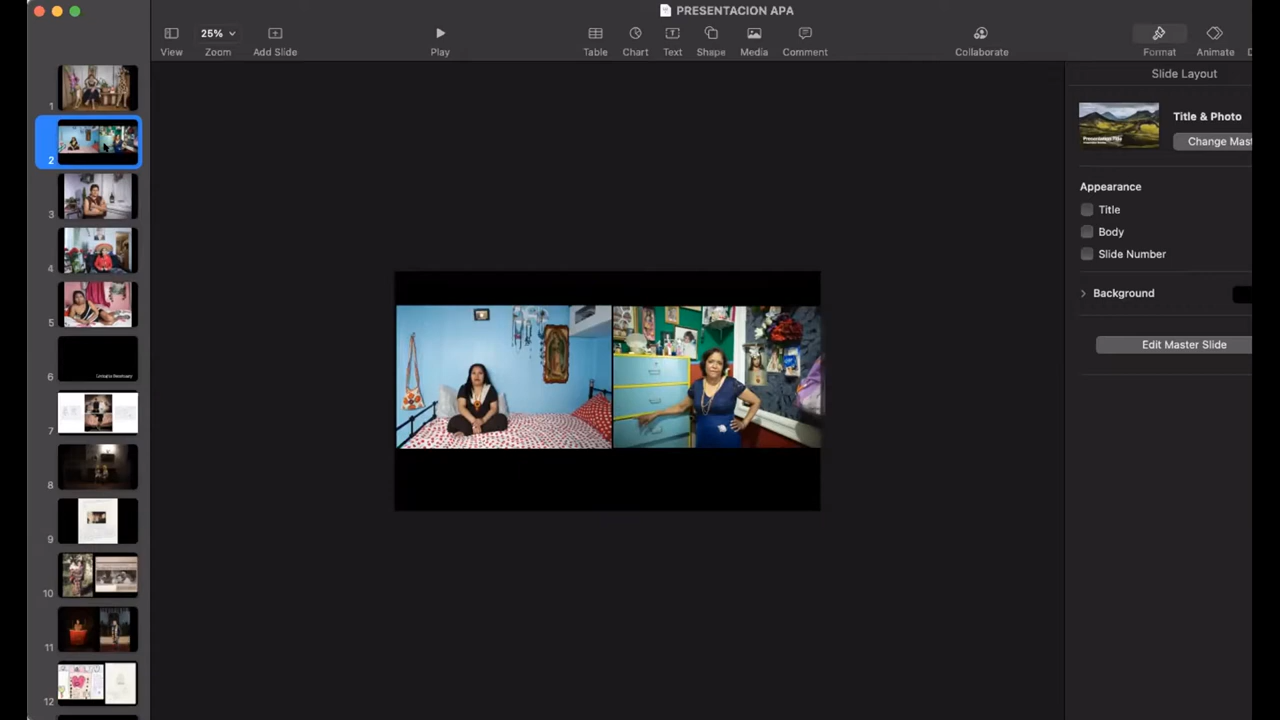 PRESENTACION APA
25%
View
Zoom
Add Slide
Play
Table
Chart
Text
Shape
Media
Comment
Collaborate
Format
Animate
D
Slide Layout
1
2
3
4
5
6
7
8
9
10
11
12
Title & Photo
Change Mast
Appearance
Title
Body
Slide Number
Background
Edit Master Slide